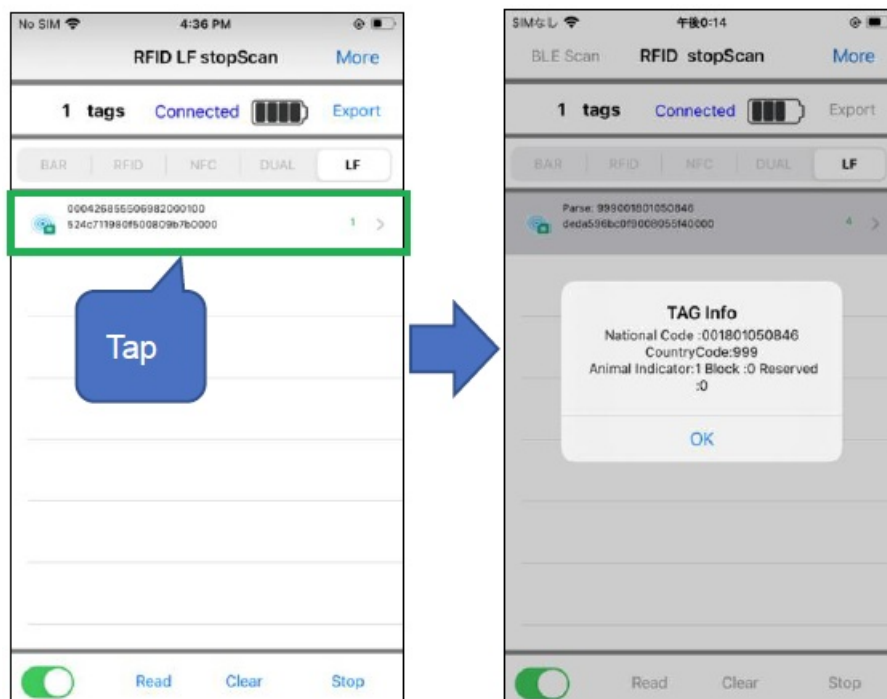 No SIM 4:36 PM
RFID LF stopScan More
1 tags Connected Export
BAR RFID NFC DUAL LF
000426855506982000100
524c711980f500809b7b0000
1
Tap
Read Clear Stop
SIMなし 午後0:14
BLE Scan RFID stopScan More
1 tags Connected Export
BAR RFID NFC DUAL LF
Parse: 999001801050846
deda596bc0f9008055f40000
4
TAG Info
National Code :001801050846
CountryCode:999
Animal Indicator:1 Block :0 Reserved
:0
OK
Read Clear Stop